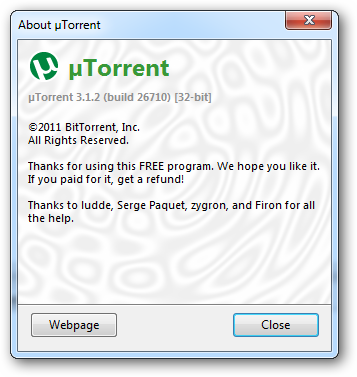 About µTorrent
µTorrent
µTorrent 3.1.2 (build 26710) [32-bit]
©2011 BitTorrent, Inc.
All Rights Reserved.
Thanks for using this FREE program. We hope you like it.
If you paid for it, get a refund!
Thanks to ludde, Serge Paquet, zygron, and Firon for all
the help.
Webpage
Close